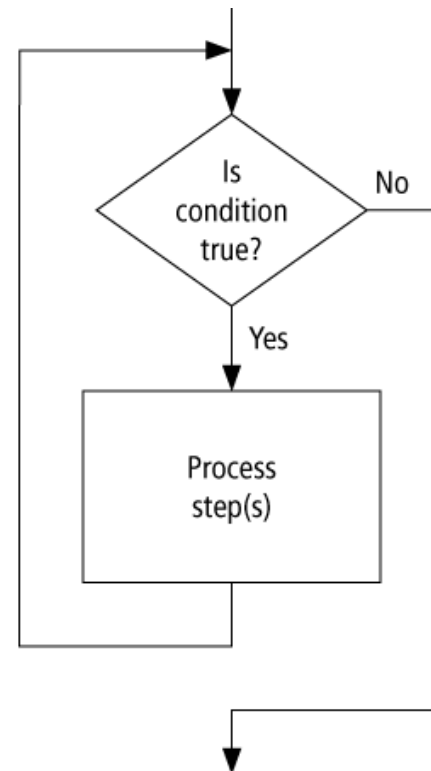 Is
condition
true?
No
Yes
Process
step(s)